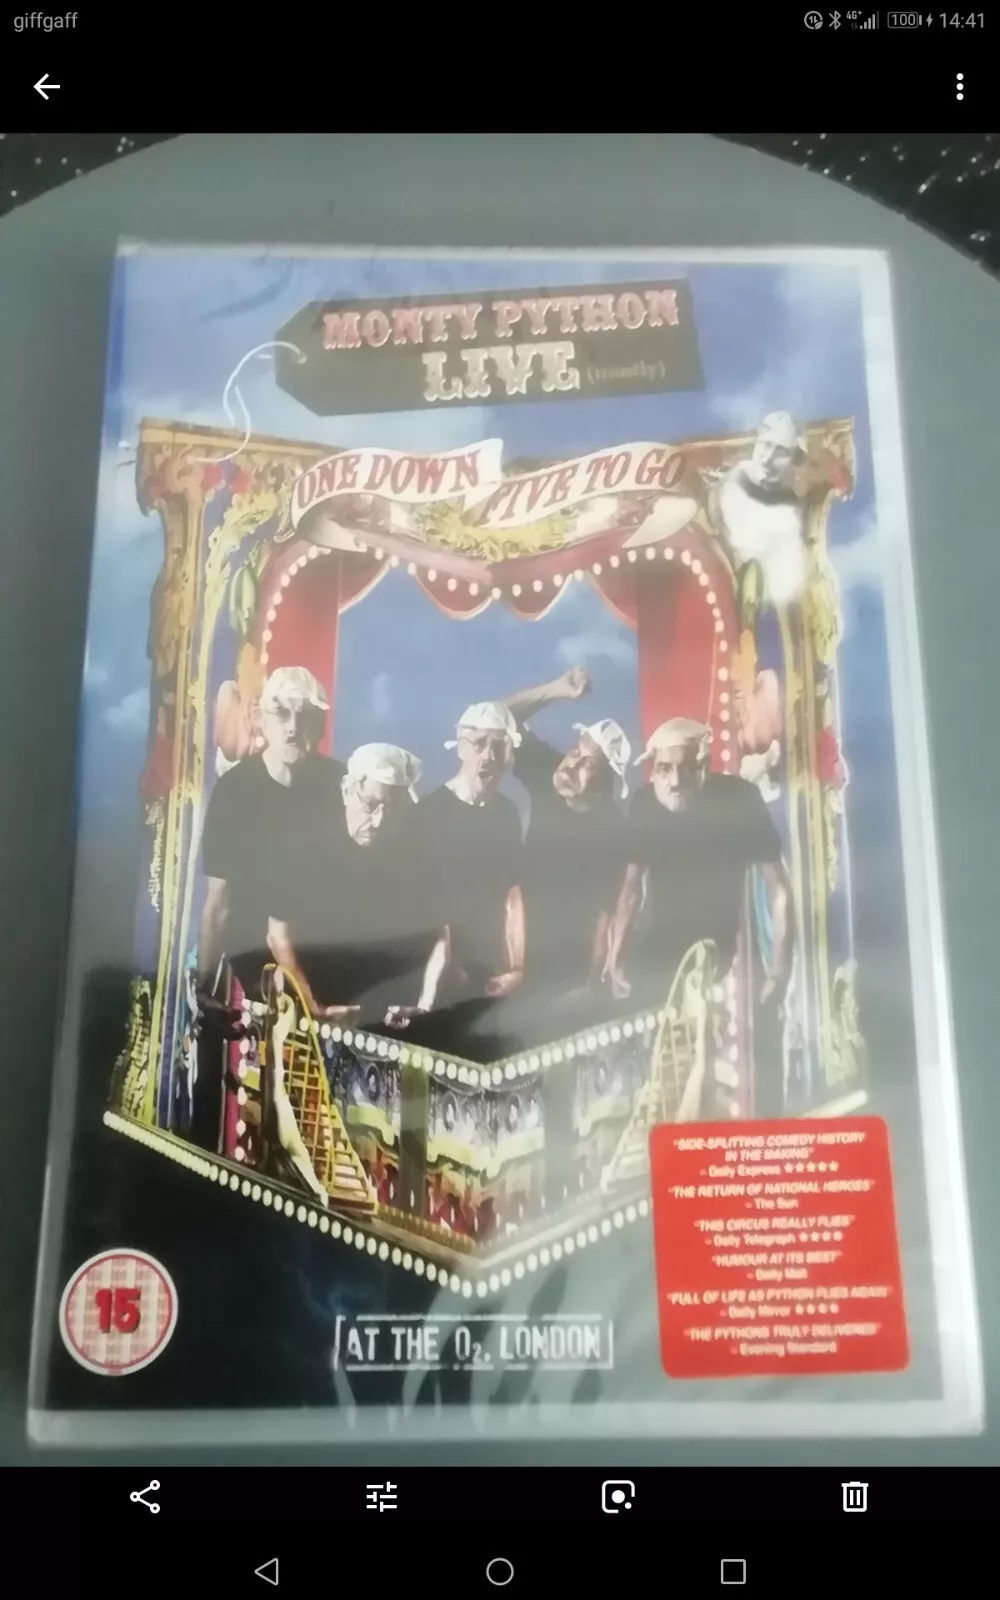 giffgaff
4G+
100
14:41
MONTY PYTHON
LIVE (mostly)
ONE DOWN FIVE TO GO
15
AT THE O2, LONDON
"SIDE-SPLITTING COMEDY HISTORY
IN THE MAKING"
- Daily Express ★★★★★
"THE RETURN OF NATIONAL HEROES"
- The Sun
"THIS CIRCUS REALLY FLIES"
- Daily Telegraph ★★★★
"HUMOUR AT ITS BEST"
- Daily Mail
"FULL OF LIFE AS PYTHON FLIES AGAIN"
- Daily Mirror ★★★★
"THE PYTHONS TRULY DELIVERED"
- Evening Standard